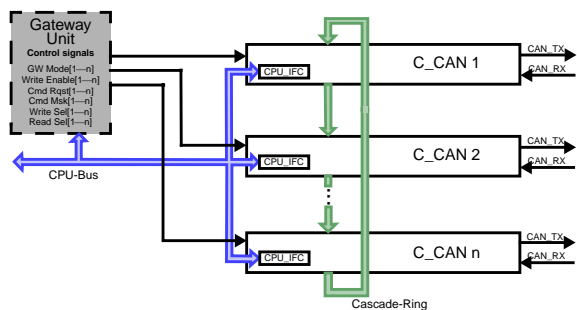 Gateway
Unit
Control signals
GW Mode[1—n]
Write Enable[1—n]
Cmd Rqst[1—n]
Cmd Msk[1—n]
Write Sel[1—n]
Read Sel[1—n]
CPU-Bus
C_CAN 1
CPU_IFC
CAN_TX
CAN_RX
C_CAN 2
CPU_IFC
CAN_TX
CAN_RX
C_CAN n
CPU_IFC
CAN_TX
CAN_RX
Cascade-Ring